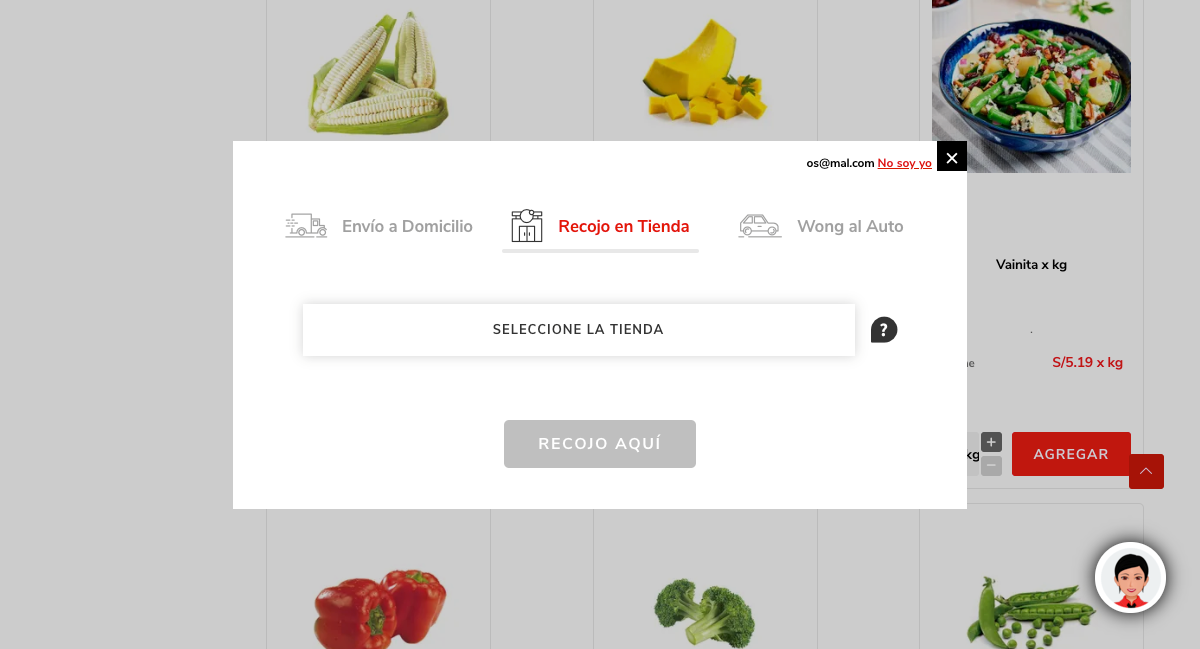 os@mal.com No soy yo
Envío a Domicilio
Recojo en Tienda
Wong al Auto
Vainita x kg
SELECCIONE LA TIENDA
?
S/5.19 x kg
RECOJO AQUÍ
kg
+
−
AGREGAR